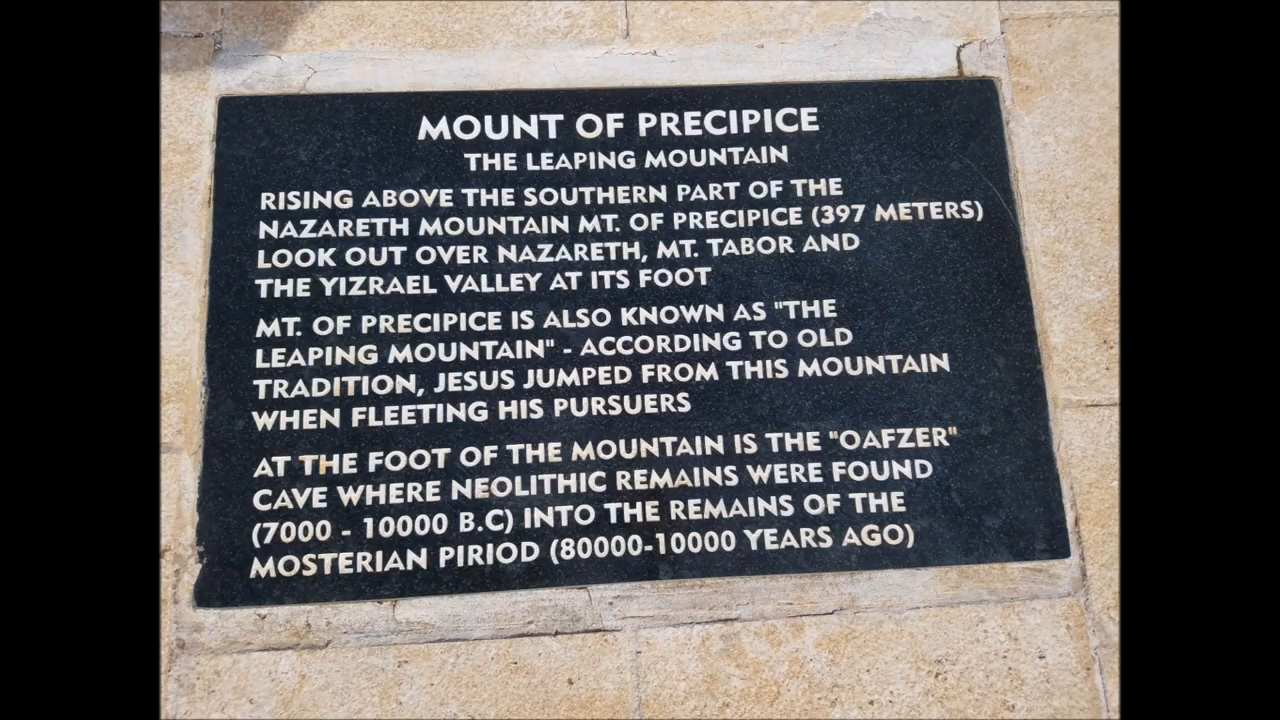 MOUNT OF PRECIPICE
THE LEAPING MOUNTAIN
RISING ABOVE THE SOUTHERN PART OF THE
NAZARETH MOUNTAIN MT. OF PRECIPICE (397 METERS)
LOOK OUT OVER NAZARETH, MT. TABOR AND
THE YIZRAEL VALLEY AT ITS FOOT
MT. OF PRECIPICE IS ALSO KNOWN AS "THE
LEAPING MOUNTAIN" - ACCORDING TO OLD
TRADITION, JESUS JUMPED FROM THIS MOUNTAIN
WHEN FLEETING HIS PURSUERS
AT THE FOOT OF THE MOUNTAIN IS THE "OAFZER"
CAVE WHERE NEOLITHIC REMAINS WERE FOUND
(7000 - 10000 B.C) INTO THE REMAINS OF THE
MOSTERIAN PIRIOD (80000-10000 YEARS AGO)